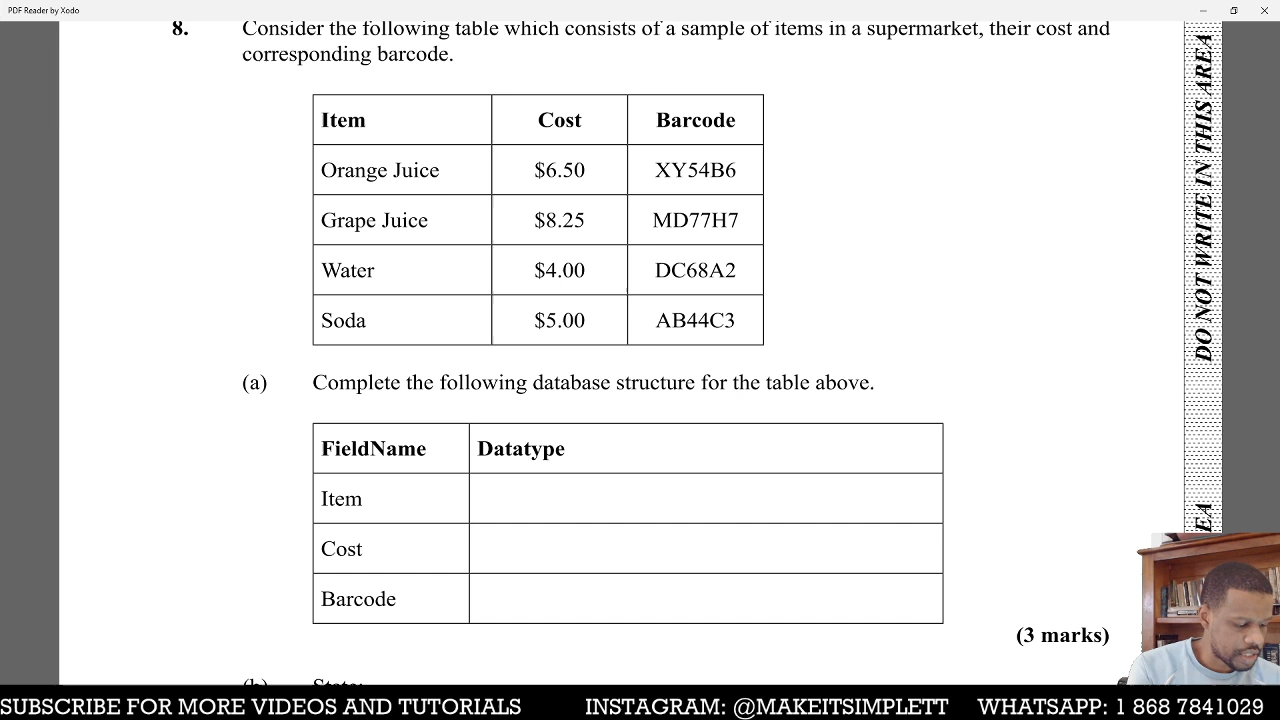 PDF Reader by Xodo
8. Consider the following table which consists of a sample of items in a supermarket, their cost and
corresponding barcode.
Item Cost Barcode
Orange Juice $6.50 XY54B6
Grape Juice $8.25 MD77H7
Water $4.00 DC68A2
Soda $5.00 AB44C3
(a) Complete the following database structure for the table above.
FieldName Datatype
Item
Cost
Barcode
(3 marks)
DO NOT WRITE IN THIS AREA
EA
SUBSCRIBE FOR MORE VIDEOS AND TUTORIALS INSTAGRAM: @MAKEITSIMPLETT WHATSAPP: 1 868 7841029